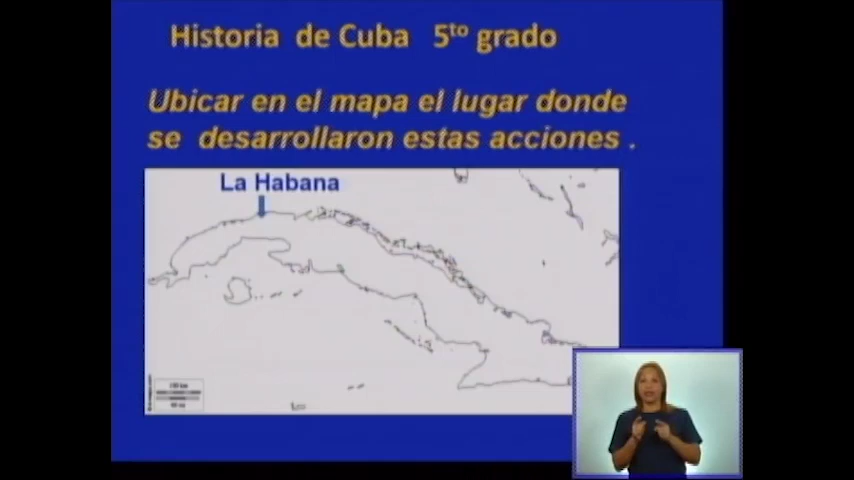 Historia de Cuba 5to grado
Ubicar en el mapa el lugar donde
se desarrollaron estas acciones .
La Habana